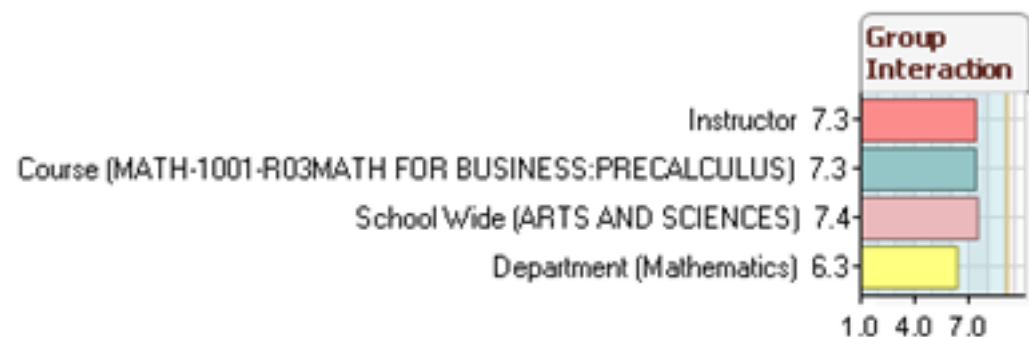 Group
Interaction
Instructor 7.3
Course (MATH-1001-R03MATH FOR BUSINESS:PRECALCULUS) 7.3
School Wide (ARTS AND SCIENCES) 7.4
Department (Mathematics) 6.3
1.0 4.0 7.0